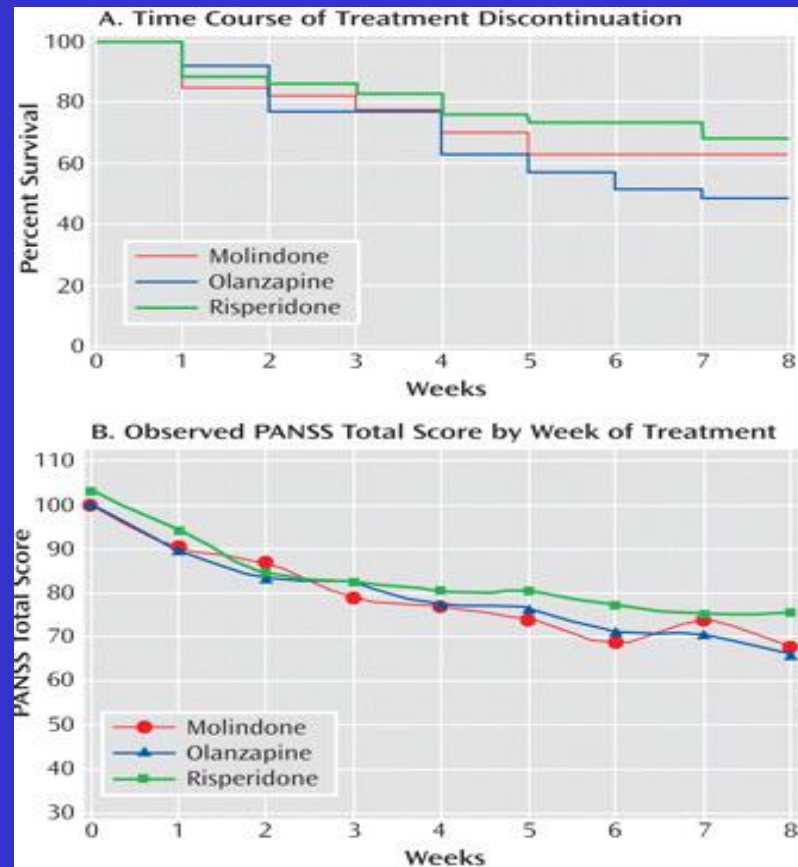 A. Time Course of Treatment Discontinuation
100
80
60
40
20
0
Percent Survival
Molindone
Olanzapine
Risperidone
0 1 2 3 4 5 6 7 8
Weeks
B. Observed PANSS Total Score by Week of Treatment
110
100
90
80
70
60
50
40
30
PANSS Total Score
Molindone
Olanzapine
Risperidone
0 1 2 3 4 5 6 7 8
Weeks